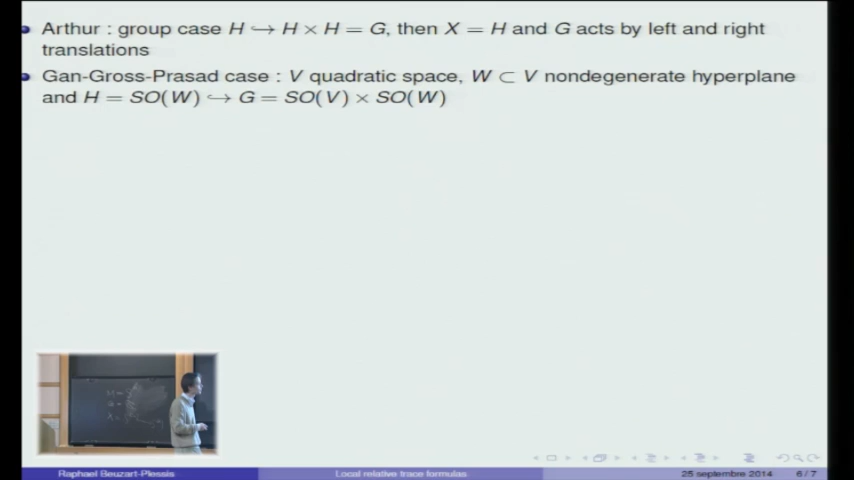 Arthur : group case H ↪ H × H = G, then X = H and G acts by left and right
translations
Gan-Gross-Prasad case : V quadratic space, W ⊂ V nondegenerate hyperplane
and H = SO(W) ↪ G = SO(V) × SO(W)
Raphael Beuzart-Plessis Local relative trace formulas 25 septembre 2014 6 / 7